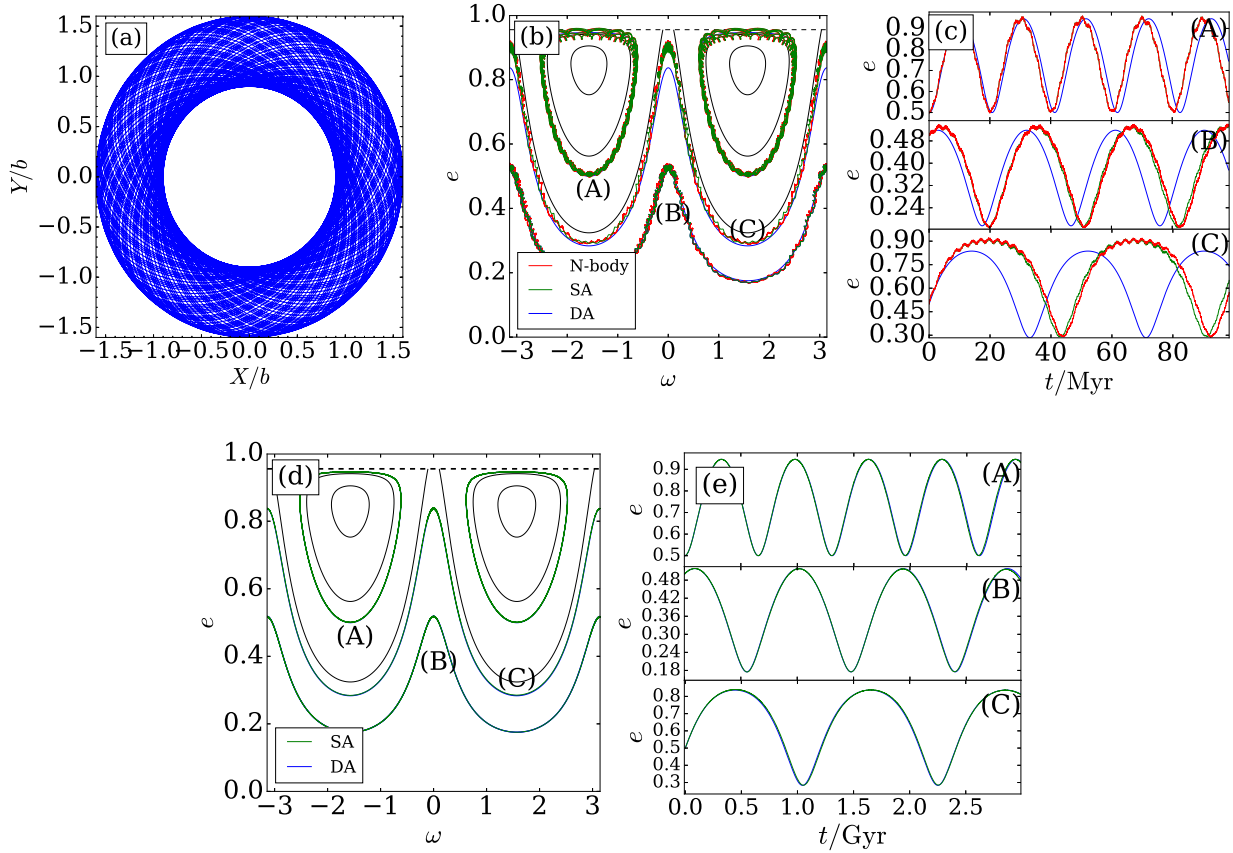 (a)
1.5
1.0
0.5
0.0
−0.5
−1.0
−1.5
Y/b
−1.5 −1.0 −0.5 0.0 0.5 1.0 1.5
X/b
(b)
1.0
0.8
0.6
0.4
0.2
0.0
e
(A)
(B)
(C)
N-body
SA
DA
−3 −2 −1 0 1 2 3
ω
(c)
(A)
0.9
0.8
0.7
0.6
0.5
e
(B)
0.48
0.40
0.32
0.24
e
(C)
0.90
0.75
0.60
0.45
0.30
e
0 20 40 60 80
t/Myr
(d)
1.0
0.8
0.6
0.4
0.2
0.0
e
(A)
(B)
(C)
SA
DA
−3 −2 −1 0 1 2 3
ω
(e)
(A)
0.9
0.8
0.7
0.6
0.5
e
(B)
0.48
0.42
0.36
0.30
0.24
0.18
e
(C)
0.8
0.7
0.6
0.5
0.4
0.3
e
0.0 0.5 1.0 1.5 2.0 2.5
t/Gyr